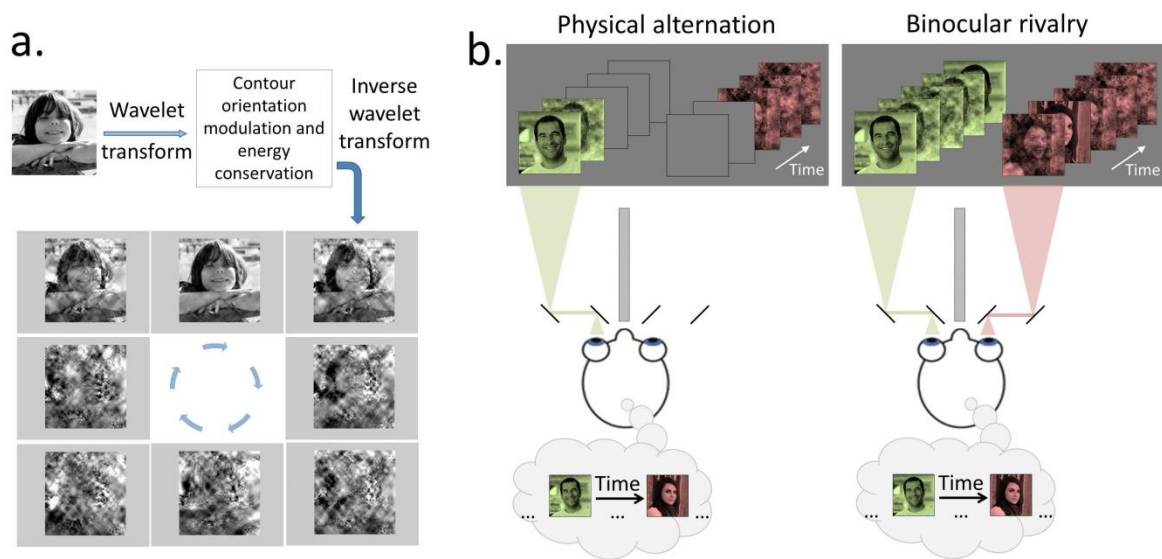 a.
Wavelet
transform
Contour
orientation
modulation and
energy
conservation
Inverse
wavelet
transform
b.
Physical alternation
Time
Time
...
...
...
Binocular rivalry
Time
Time
...
...
...